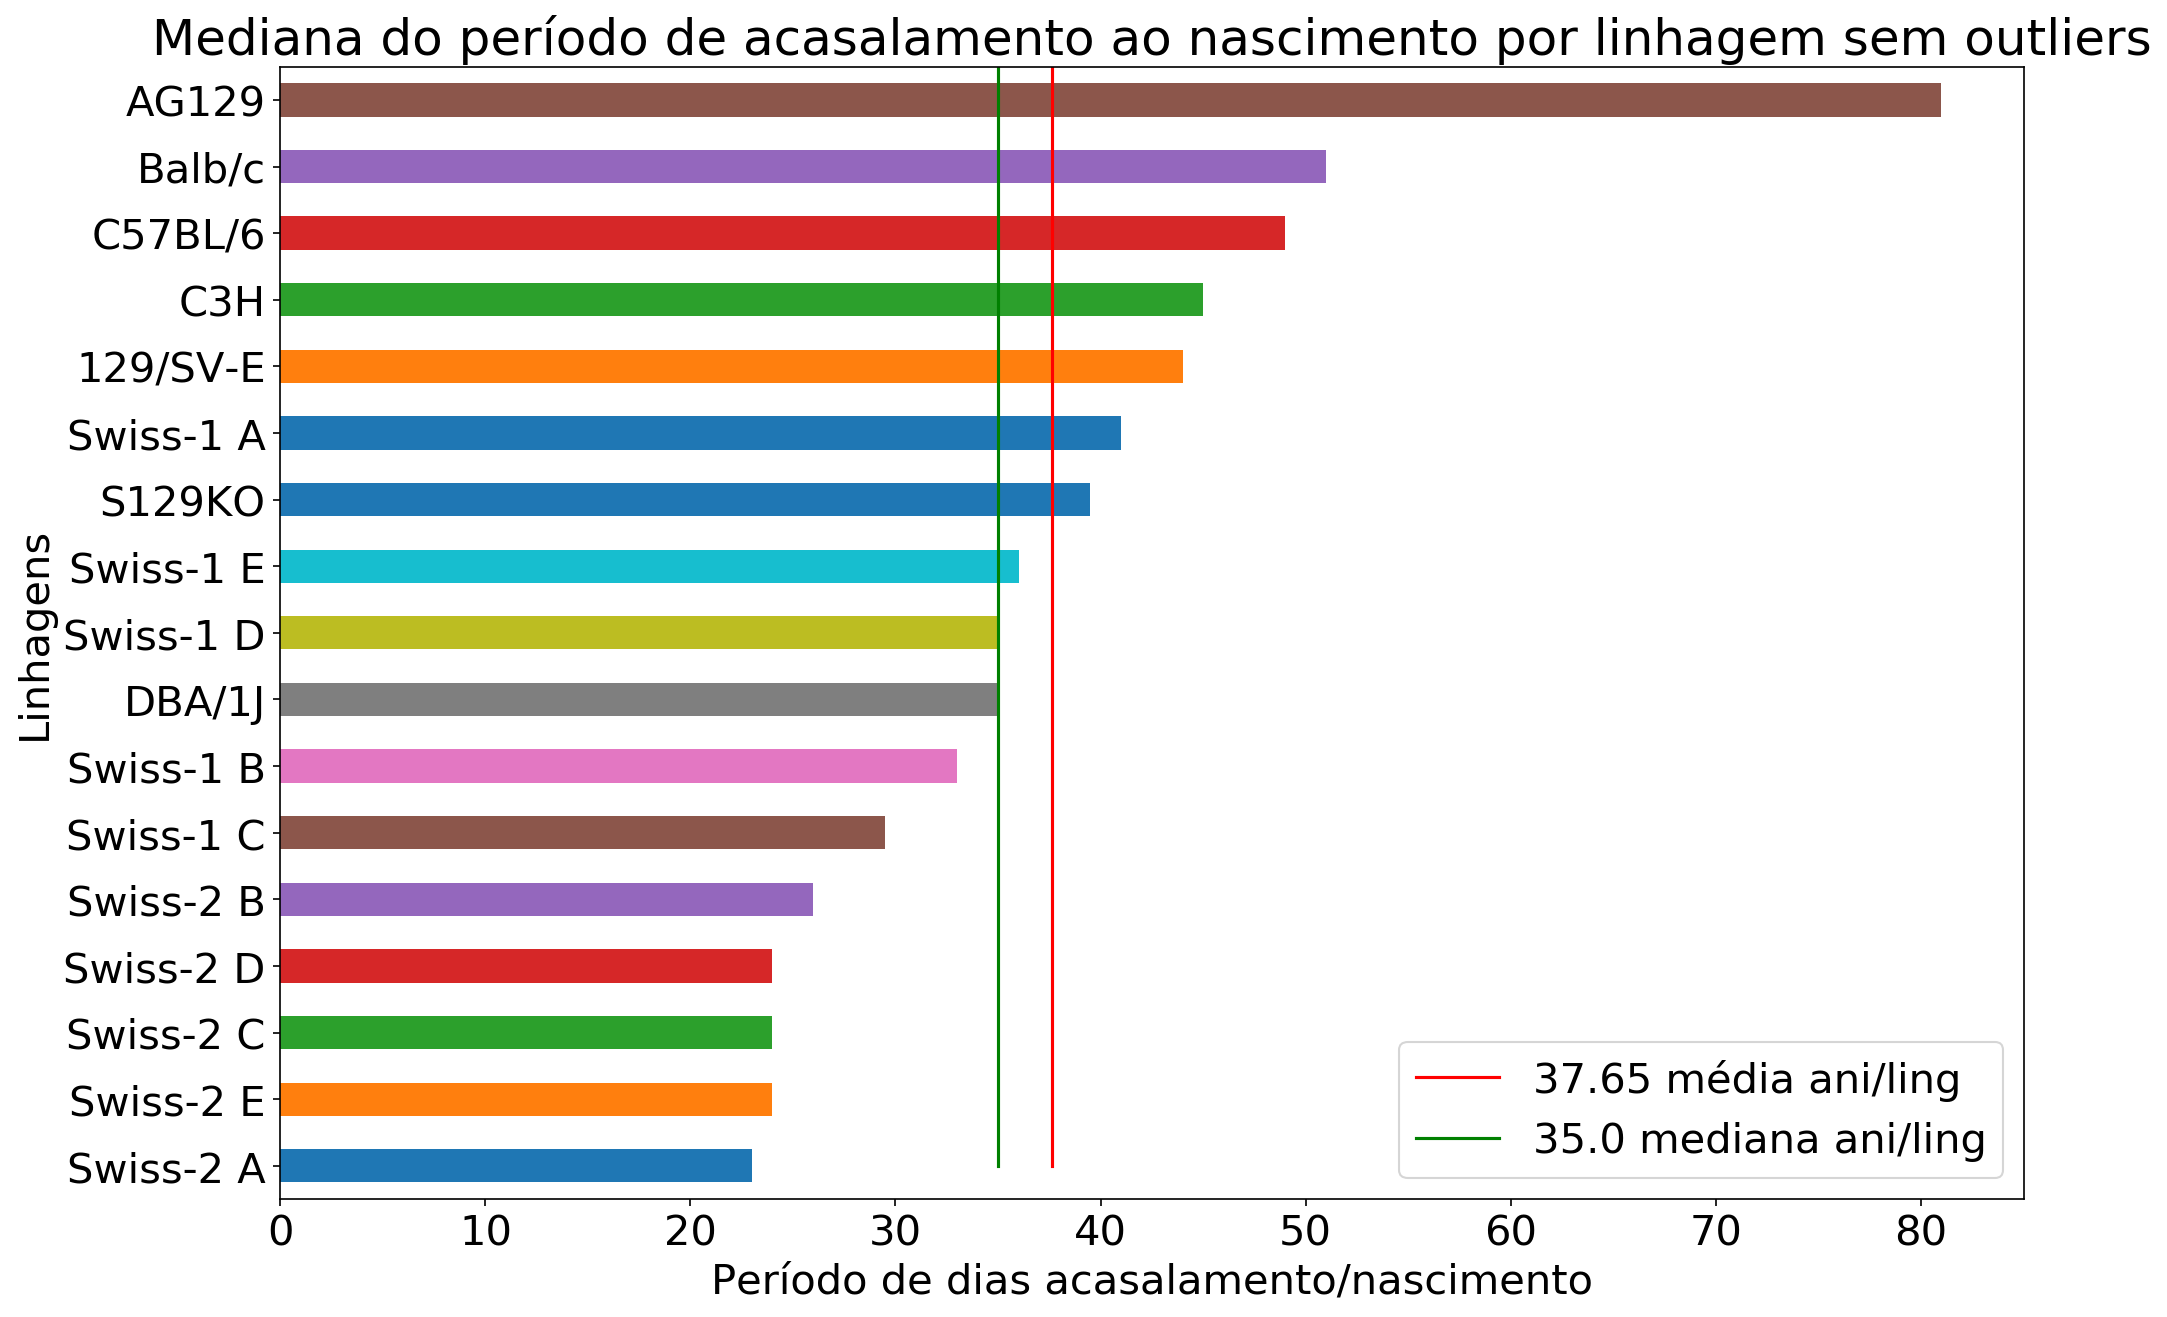 Mediana do período de acasalamento ao nascimento por linhagem sem outliers
AG129
Balb/c
C57BL/6
C3H
129/SV-E
Swiss-1 A
S129KO
Swiss-1 E
Swiss-1 D
DBA/1J
Swiss-1 B
Swiss-1 C
Swiss-2 B
Swiss-2 D
Swiss-2 C
Swiss-2 E
Swiss-2 A
Linhagens
37.65 média ani/ling
35.0 mediana ani/ling
0 10 20 30 40 50 60 70 80
Período de dias acasalamento/nascimento